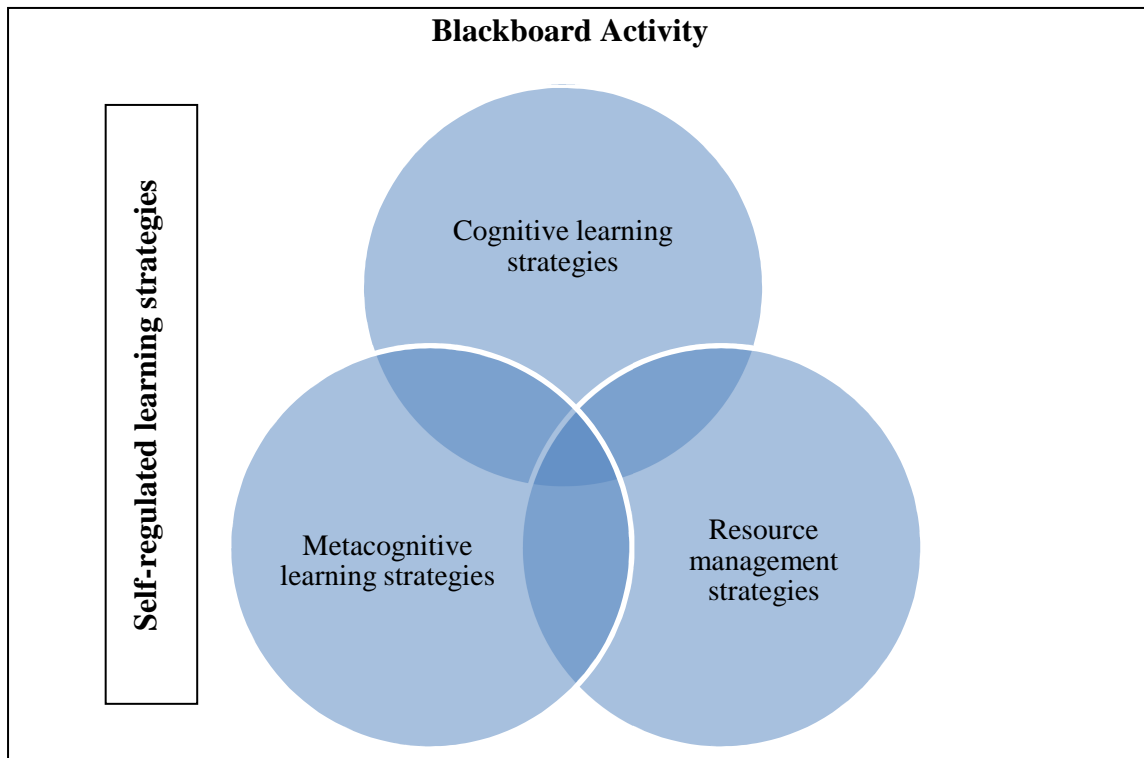 Blackboard Activity
Self-regulated learning strategies
Cognitive learning
strategies
Metacognitive
learning strategies
Resource
management
strategies